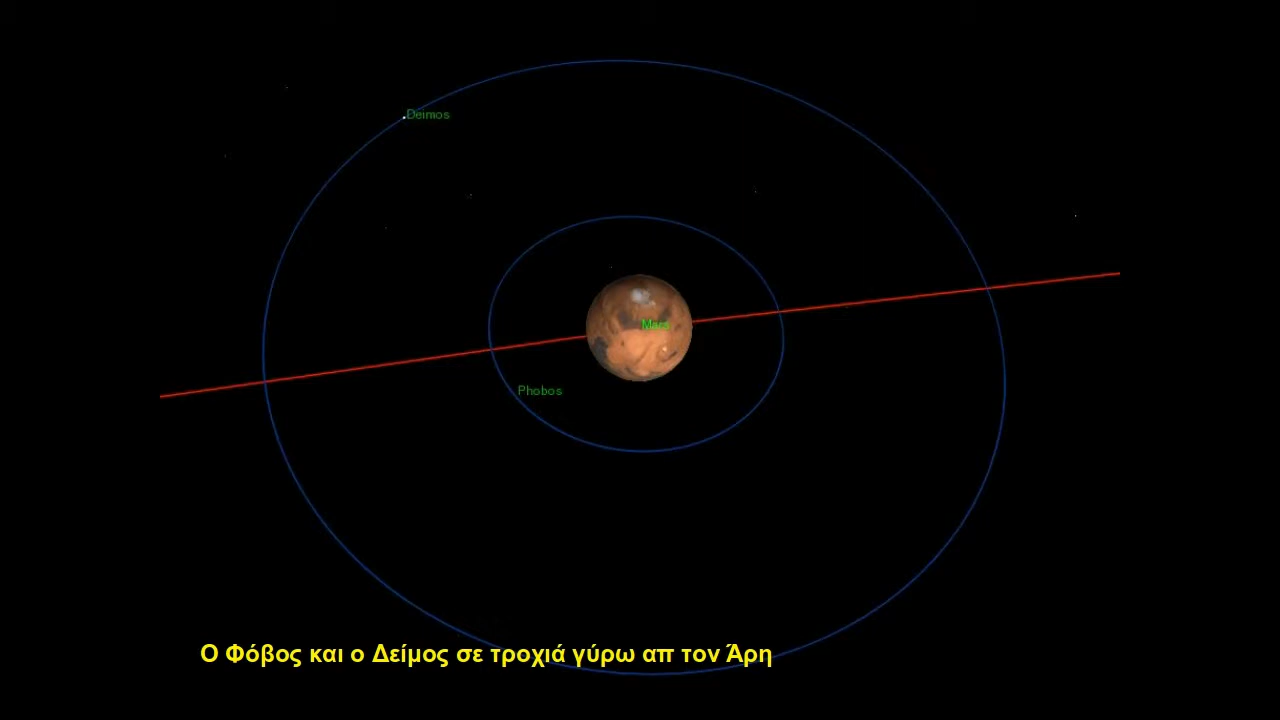 Deimos
Mars
Phobos
Ο Φόβος και ο Δείμος σε τροχιά γύρω απ τον Άρη